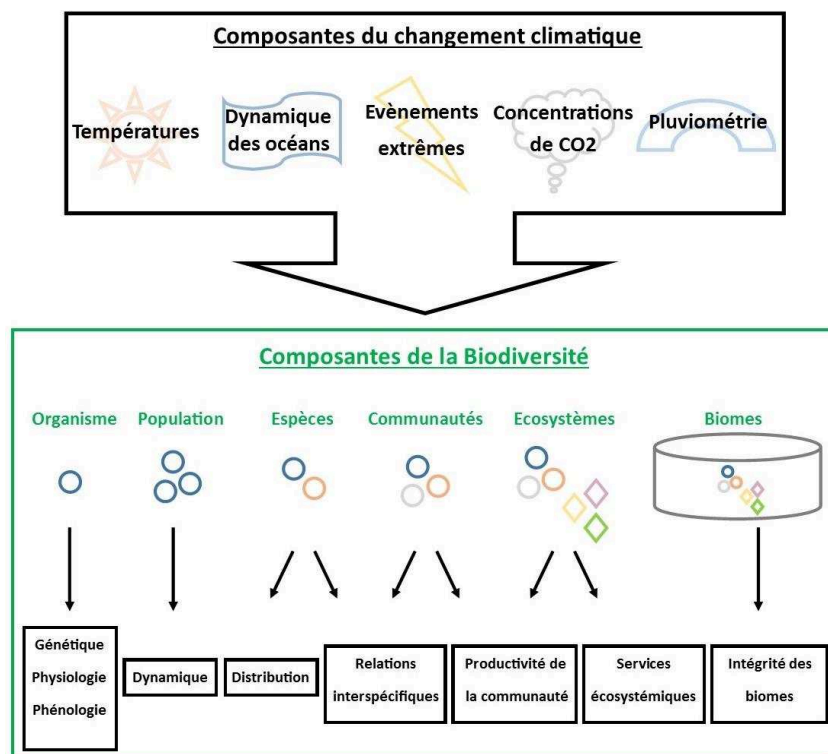 Composantes du changement climatique
Températures
Dynamique
des océans
Evènements
extrêmes
Concentrations
de CO2
Pluviométrie
Composantes de la Biodiversité
Organisme
Population
Espèces
Communautés
Ecosystèmes
Biomes
Génétique
Physiologie
Phénologie
Dynamique
Distribution
Relations
interspécifiques
Productivité de
la communauté
Services
écosystémiques
Intégrité des
biomes